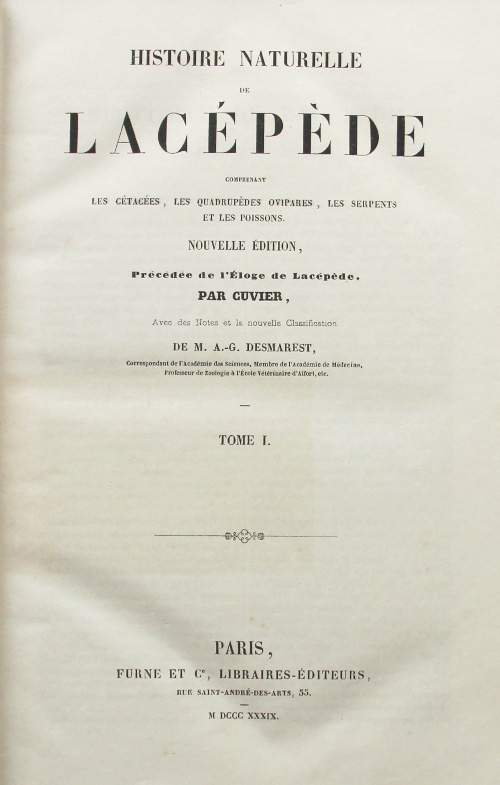 HISTOIRE NATURELLE
DE
LACÉPÈDE
COMPRENANT
LES CÉTACÉES, LES QUADRUPÈDES OVIPARES, LES SERPENTS
ET LES POISSONS.
NOUVELLE ÉDITION,
Précédée de l'Éloge de Lacépède,
PAR CUVIER,
Avec des Notes et la nouvelle Classification
DE M. A.-G. DESMAREST,
Correspondant de l'Académie des Sciences, Membre de l'Académie de Médecine,
Professeur de Zoologie à l'École Vétérinaire d'Alfort, etc.
TOME I.
PARIS,
FURNE ET Ce, LIBRAIRES-ÉDITEURS,
RUE SAINT-ANDRÉ-DES-ARTS, 55.
M DCCC XXXIX.